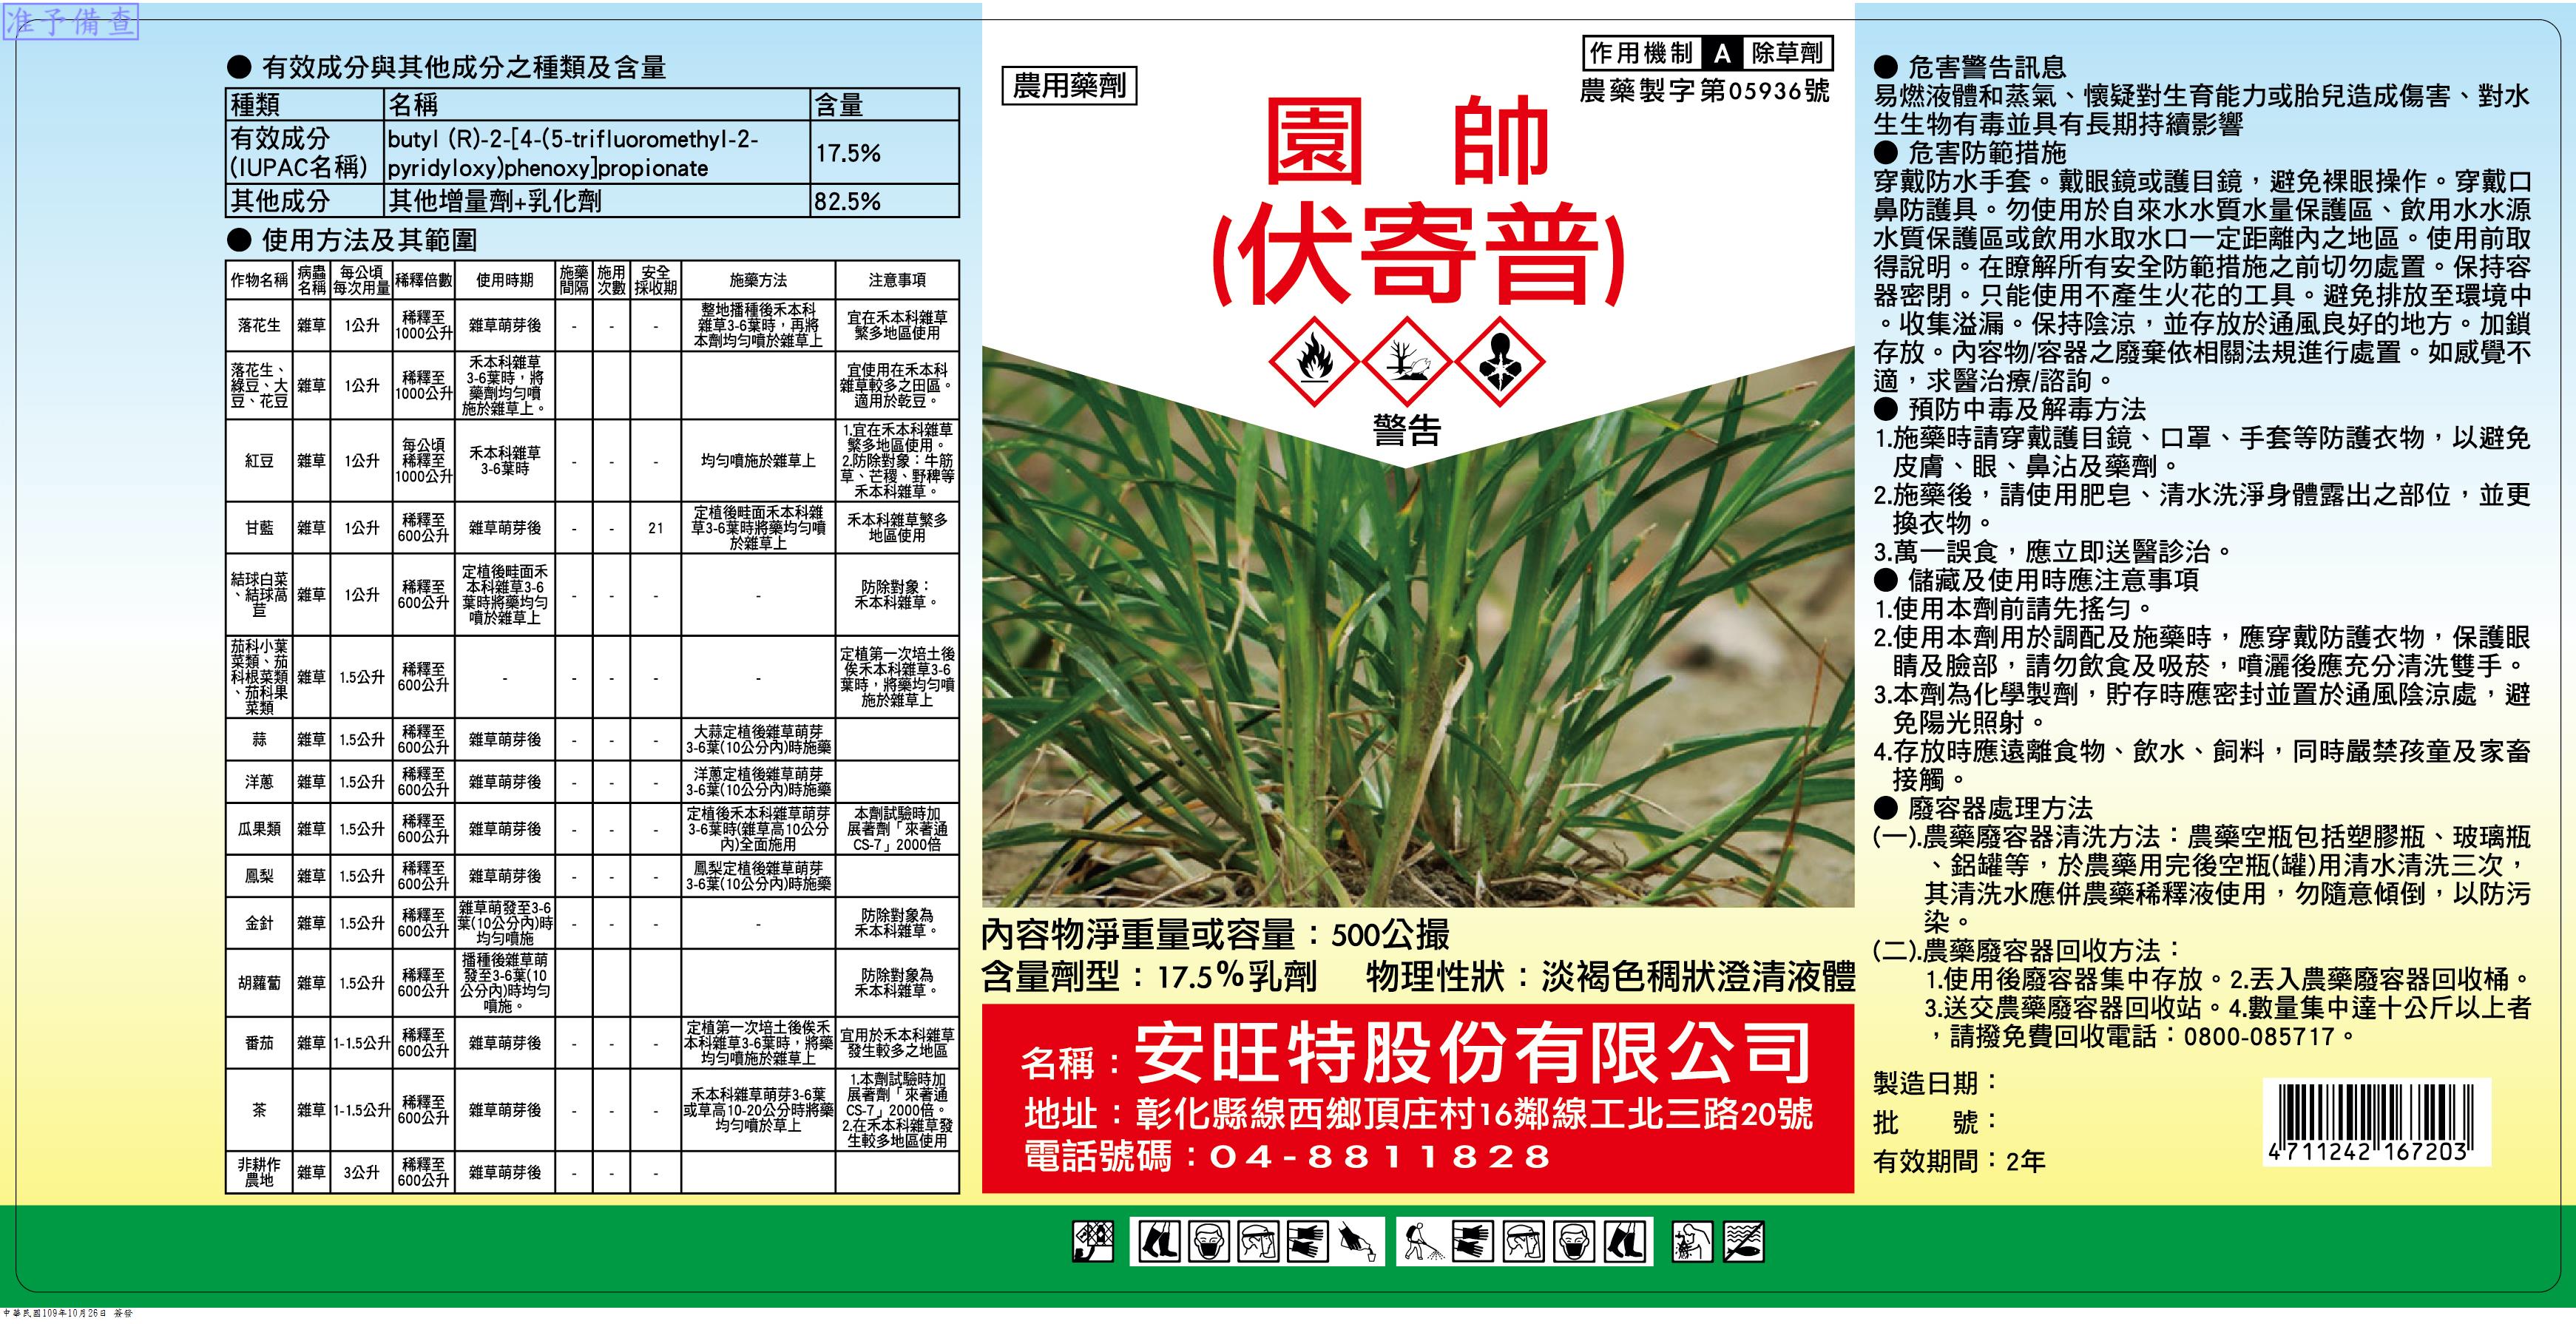 准予備查
● 有效成分與其他成分之種類及含量
種類 名稱 含量
有效成分 butyl (R)-2-[4-(5-trifluoromethyl-2- 17.5%
(IUPAC名稱) pyridyloxy)phenoxy]propionate
其他成分 其他增量劑+乳化劑 82.5%
● 使用方法及其範圍
作物名稱 病蟲名稱 每公頃每次用量 稀釋倍數 使用時期 施藥間隔 施用次數 安全採收期 施藥方法 注意事項
落花生 雜草 1公升 稀釋至1000公升 雜草萌芽後 - - - 整地播種後禾本科雜草3-6葉時，再將本劑均勻噴於雜草上 宜在禾本科雜草繁多地區使用
落花生、綠豆、大豆、花豆 雜草 1公升 稀釋至1000公升 禾本科雜草3-6葉時，將藥劑均勻噴施於雜草上。 宜使用在禾本科雜草較多之田區。適用於乾豆。
紅豆 雜草 1公升 每公頃稀釋至1000公升 禾本科雜草3-6葉時 - - - 均勻噴施於雜草上 1.宜在禾本科雜草繁多地區使用。2.防除對象：牛筋草、芒稷、野稗等禾本科雜草。
甘藍 雜草 1公升 稀釋至600公升 雜草萌芽後 - - 21 定植後畦面禾本科雜草3-6葉時將藥均勻噴於雜草上 禾本科雜草繁多地區使用
結球白菜、結球萵苣 雜草 1公升 稀釋至600公升 定植後畦面禾本科雜草3-6葉時將藥均勻噴於雜草上 - - - - 防除對象：禾本科雜草。
茄科小葉菜類、茄科根菜類、茄科果菜類 雜草 1.5公升 稀釋至600公升 - - - - - 定植第一次培土後俟禾本科雜草3-6葉時，將藥均勻噴施於雜草上
蒜 雜草 1.5公升 稀釋至600公升 雜草萌芽後 - - - 大蒜定植後雜草萌芽3-6葉(10公分內)時施藥
洋蔥 雜草 1.5公升 稀釋至600公升 雜草萌芽後 - - - 洋蔥定植後雜草萌芽3-6葉(10公分內)時施藥
瓜果類 雜草 1.5公升 稀釋至600公升 雜草萌芽後 - - - 定植後禾本科雜草萌芽3-6葉時(雜草高10公分內)全面施用 本劑試驗時加展著劑「來著通CS-7」2000倍
鳳梨 雜草 1.5公升 稀釋至600公升 雜草萌芽後 - - - 鳳梨定植後雜草萌芽3-6葉(10公分內)時施藥
金針 雜草 1.5公升 稀釋至600公升 雜草萌發至3-6葉(10公分內)時均勻噴施 - - - - 防除對象為禾本科雜草。
胡蘿蔔 雜草 1.5公升 稀釋至600公升 播種後雜草萌發至3-6葉(10公分內)時均勻噴施。 防除對象為禾本科雜草。
番茄 雜草 1-1.5公升 稀釋至600公升 雜草萌芽後 - - - 定植第一次培土後俟禾本科雜草3-6葉時，將藥均勻噴施於雜草上 宜用於禾本科雜草發生較多之地區
茶 雜草 1-1.5公升 稀釋至600公升 雜草萌芽後 - - - 禾本科雜草萌芽3-6葉或草高10-20公分時將藥均勻噴於草上 1.本劑試驗時加展著劑「來著通CS-7」2000倍。2.在禾本科雜草發生較多地區使用
非耕作農地 雜草 3公升 稀釋至600公升 雜草萌芽後 - - -
農用藥劑
作用機制 A 除草劑
農藥製字第05936號
園 帥
(伏寄普)
警告
內容物淨重量或容量：500公撮
含量劑型：17.5%乳劑 物理性狀：淡褐色稠狀澄清液體
名稱：安旺特股份有限公司
地址：彰化縣線西鄉頂庄村16鄰線工北三路20號
電話號碼：04-8811828
● 危害警告訊息
易燃液體和蒸氣、懷疑對生育能力或胎兒造成傷害、對水
生生物有毒並具有長期持續影響
● 危害防範措施
穿戴防水手套。戴眼鏡或護目鏡，避免裸眼操作。穿戴口
鼻防護具。勿使用於自來水水質水量保護區、飲用水水源
水質保護區或飲用水取水口一定距離內之地區。使用前取
得說明。在瞭解所有安全防範措施之前切勿處置。保持容
器密閉。只能使用不產生火花的工具。避免排放至環境中
。收集溢漏。保持陰涼，並存放於通風良好的地方。加鎖
存放。內容物/容器之廢棄依相關法規進行處置。如感覺不
適，求醫治療/諮詢。
● 預防中毒及解毒方法
1.施藥時請穿戴護目鏡、口罩、手套等防護衣物，以避免
皮膚、眼、鼻沾及藥劑。
2.施藥後，請使用肥皂、清水洗淨身體露出之部位，並更
換衣物。
3.萬一誤食，應立即送醫診治。
● 儲藏及使用時應注意事項
1.使用本劑前請先搖勻。
2.使用本劑用於調配及施藥時，應穿戴防護衣物，保護眼
睛及臉部，請勿飲食及吸菸，噴灑後應充分清洗雙手。
3.本劑為化學製劑，貯存時應密封並置於通風陰涼處，避
免陽光照射。
4.存放時應遠離食物、飲水、飼料，同時嚴禁孩童及家畜
接觸。
● 廢容器處理方法
(一).農藥廢容器清洗方法：農藥空瓶包括塑膠瓶、玻璃瓶
、鋁罐等，於農藥用完後空瓶(罐)用清水清洗三次，
其清洗水應併農藥稀釋液使用，勿隨意傾倒，以防污
染。
(二).農藥廢容器回收方法：
1.使用後廢容器集中存放。2.丟入農藥廢容器回收桶。
3.送交農藥廢容器回收站。4.數量集中達十公斤以上者
，請撥免費回收電話：0800-085717。
製造日期：
批 號：
有效期間：2年
4 711242 167203
中華民國109年10月26日 簽發